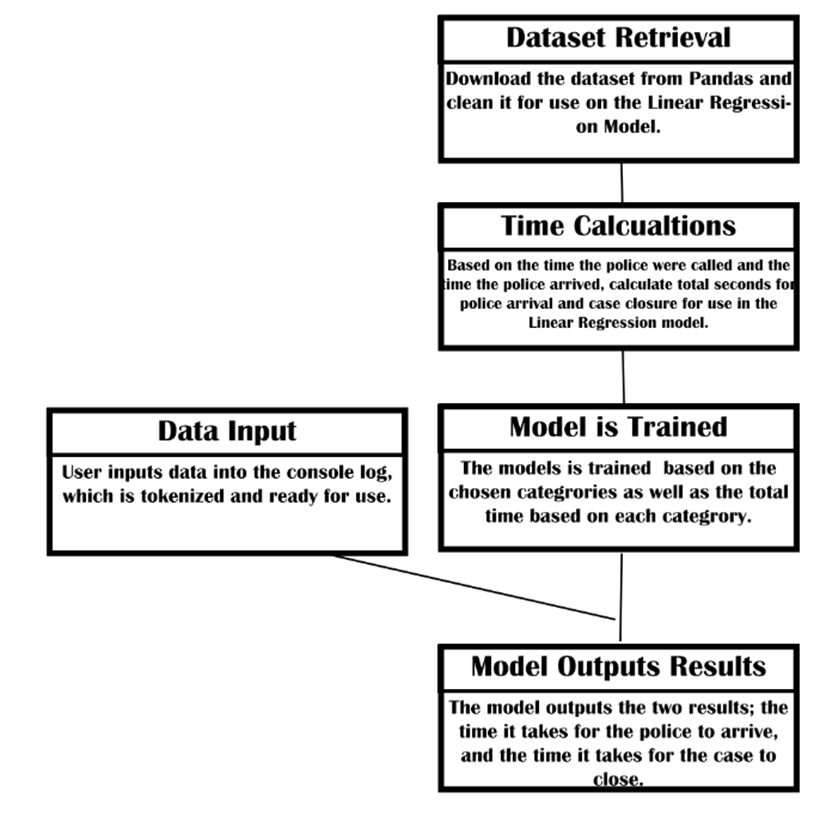 Dataset Retrieval
Download the dataset from Pandas and
clean it for use on the Linear Regressi-
on Model.
Time Calcualtions
Based on the time the police were called and the
time the police arrived, calculate total seconds for
police arrival and case closure for use in the
Linear Regression model.
Data Input
User inputs data into the console log,
which is tokenized and ready for use.
Model is Trained
The models is trained based on the
chosen categrories as well as the total
time based on each categrory.
Model Outputs Results
The model outputs the two results; the
time it takes for the police to arrive,
and the time it takes for the case to
close.